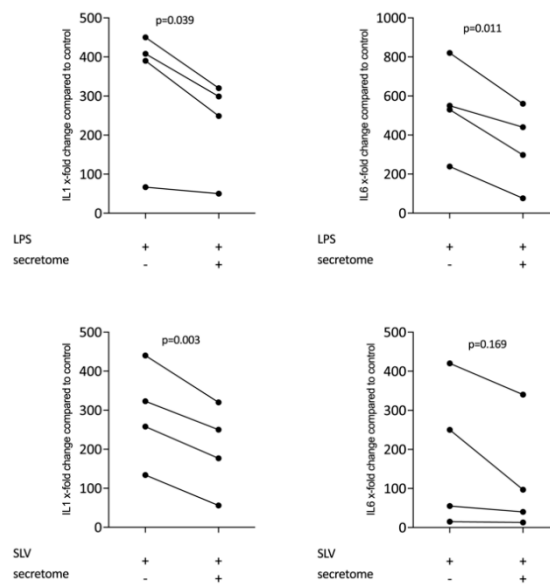 p=0.039
IL1 x-fold change compared to control
500
400
300
200
100
0
LPS + +
secretome - +
p=0.011
IL6 x-fold change compared to control
1000
800
600
400
200
0
LPS + +
secretome - +
p=0.003
IL1 x-fold change compared to control
500
400
300
200
100
0
SLV + +
secretome - +
p=0.169
IL6 x-fold change compared to control
500
400
300
200
100
0
SLV + +
secretome - +